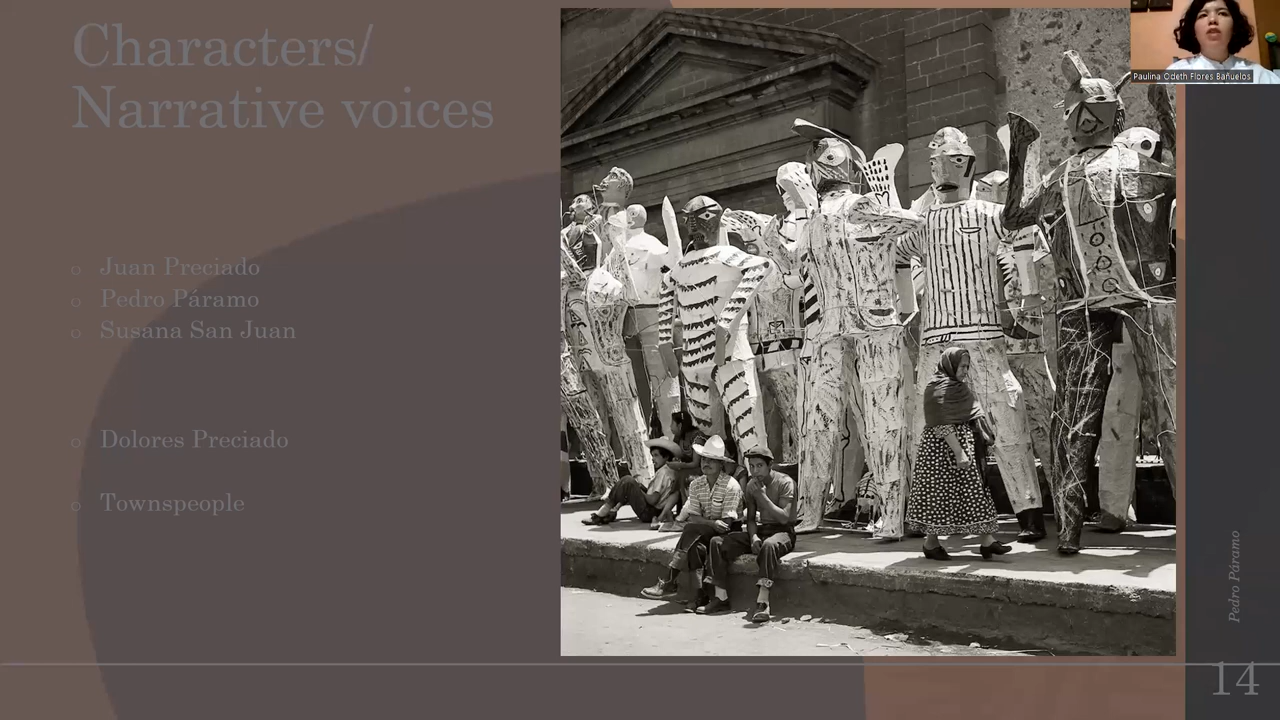 Characters/
Narrative voices
Paulina Odeth Flores Bañuelos
Juan Preciado
Pedro Páramo
Susana San Juan
Dolores Preciado
Townspeople
Pedro Páramo
14